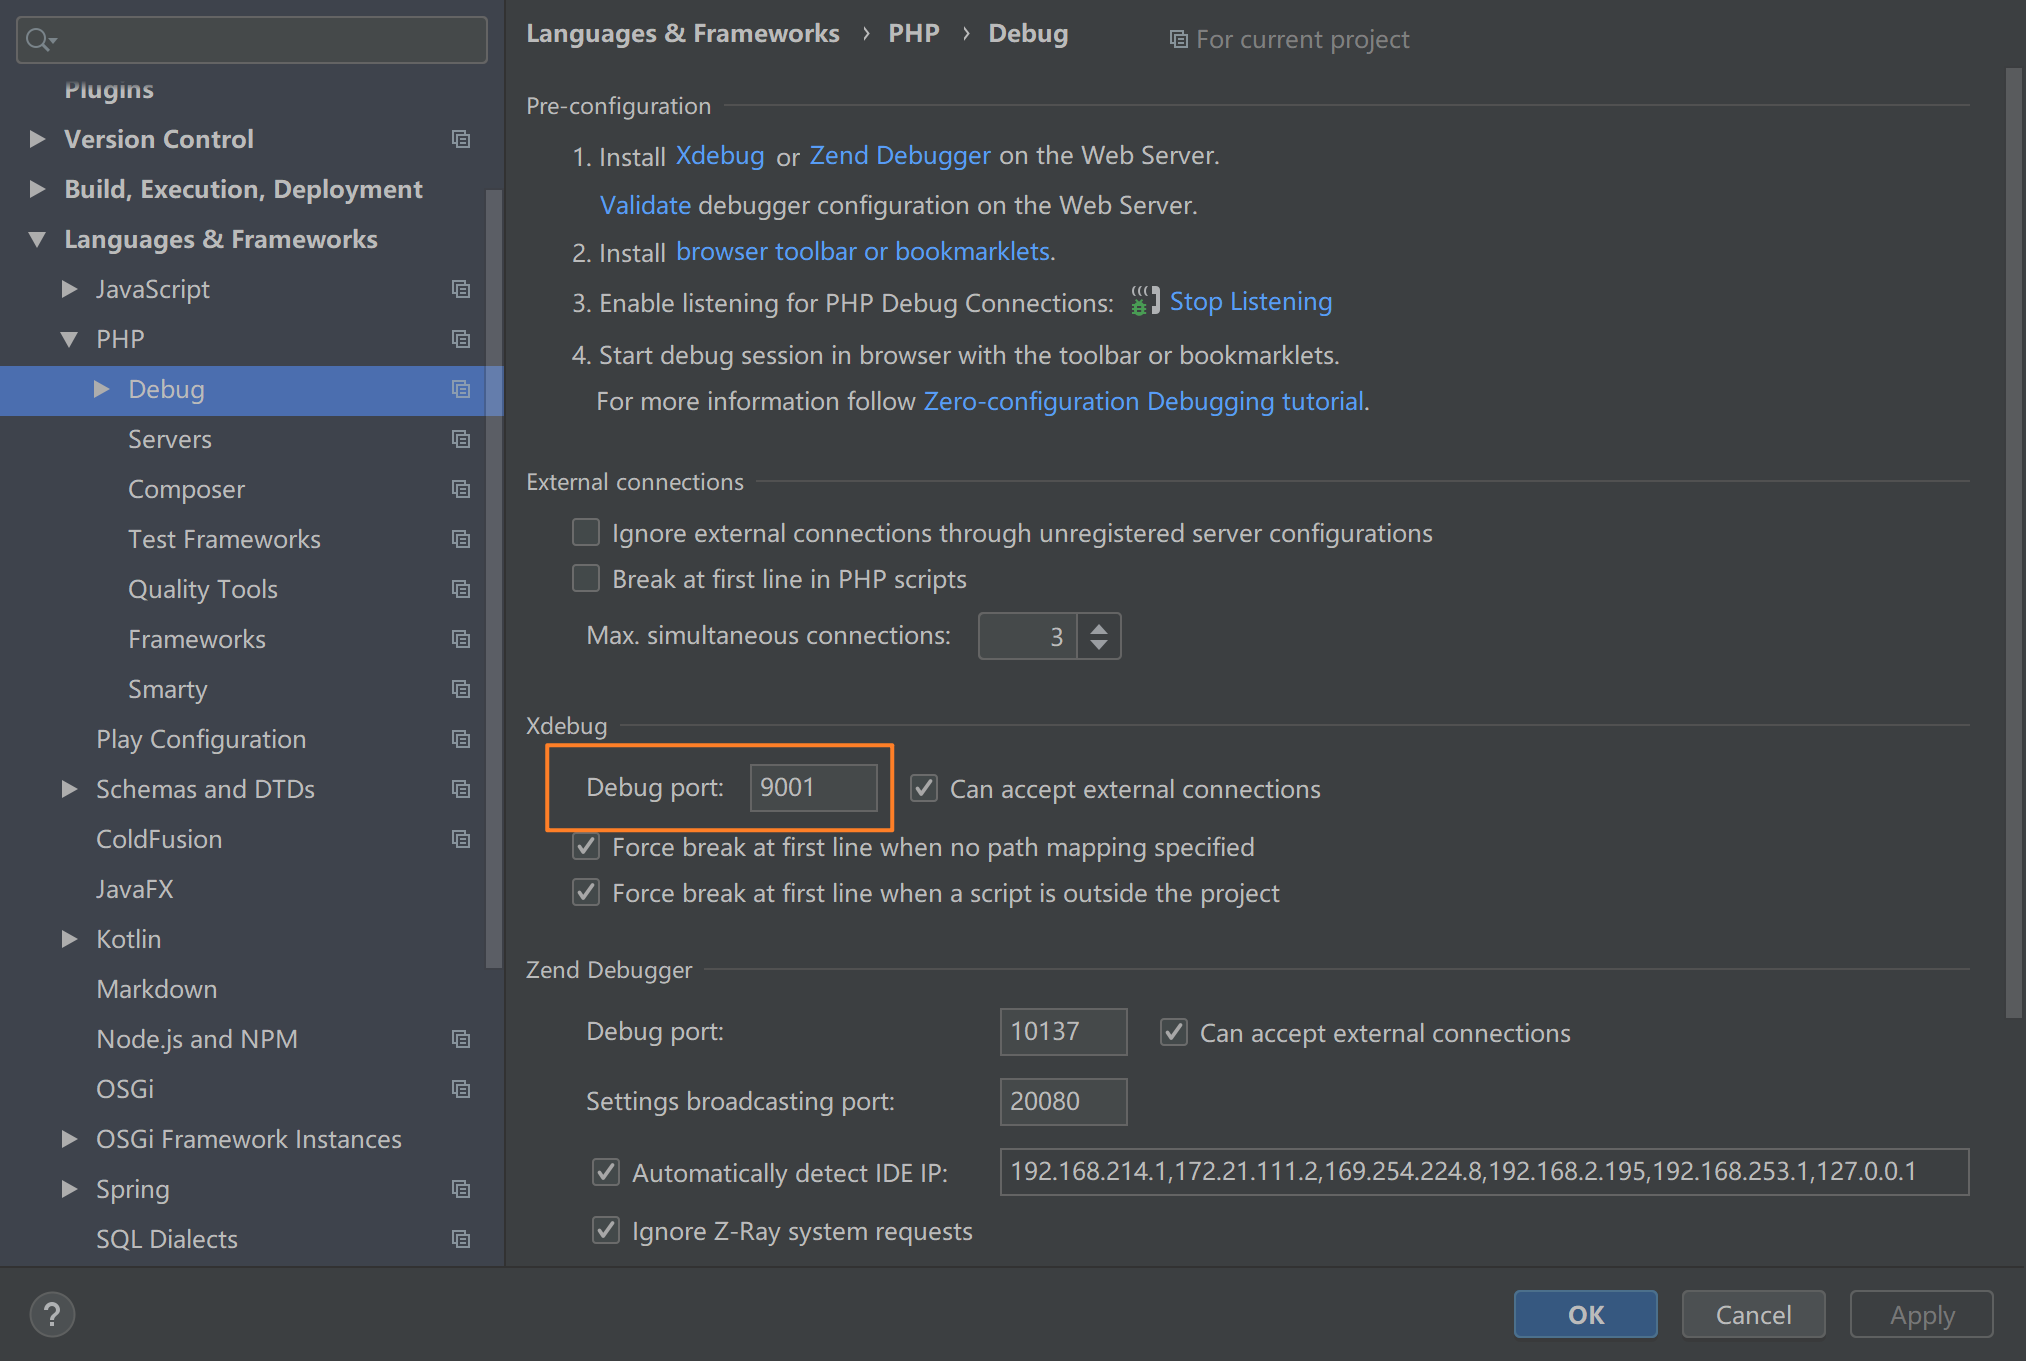 Plugins
Version Control
Build, Execution, Deployment
Languages & Frameworks
JavaScript
PHP
Debug
Servers
Composer
Test Frameworks
Quality Tools
Frameworks
Smarty
Play Configuration
Schemas and DTDs
ColdFusion
JavaFX
Kotlin
Markdown
Node.js and NPM
OSGi
OSGi Framework Instances
Spring
SQL Dialects
Languages & Frameworks › PHP › Debug For current project
Pre-configuration
1. Install Xdebug or Zend Debugger on the Web Server.
Validate debugger configuration on the Web Server.
2. Install browser toolbar or bookmarklets.
3. Enable listening for PHP Debug Connections: Stop Listening
4. Start debug session in browser with the toolbar or bookmarklets.
For more information follow Zero-configuration Debugging tutorial.
External connections
Ignore external connections through unregistered server configurations
Break at first line in PHP scripts
Max. simultaneous connections: 3
Xdebug
Debug port: 9001 Can accept external connections
Force break at first line when no path mapping specified
Force break at first line when a script is outside the project
Zend Debugger
Debug port: 10137 Can accept external connections
Settings broadcasting port: 20080
Automatically detect IDE IP: 192.168.214.1,172.21.111.2,169.254.224.8,192.168.2.195,192.168.253.1,127.0.0.1
Ignore Z-Ray system requests
? OK Cancel Apply